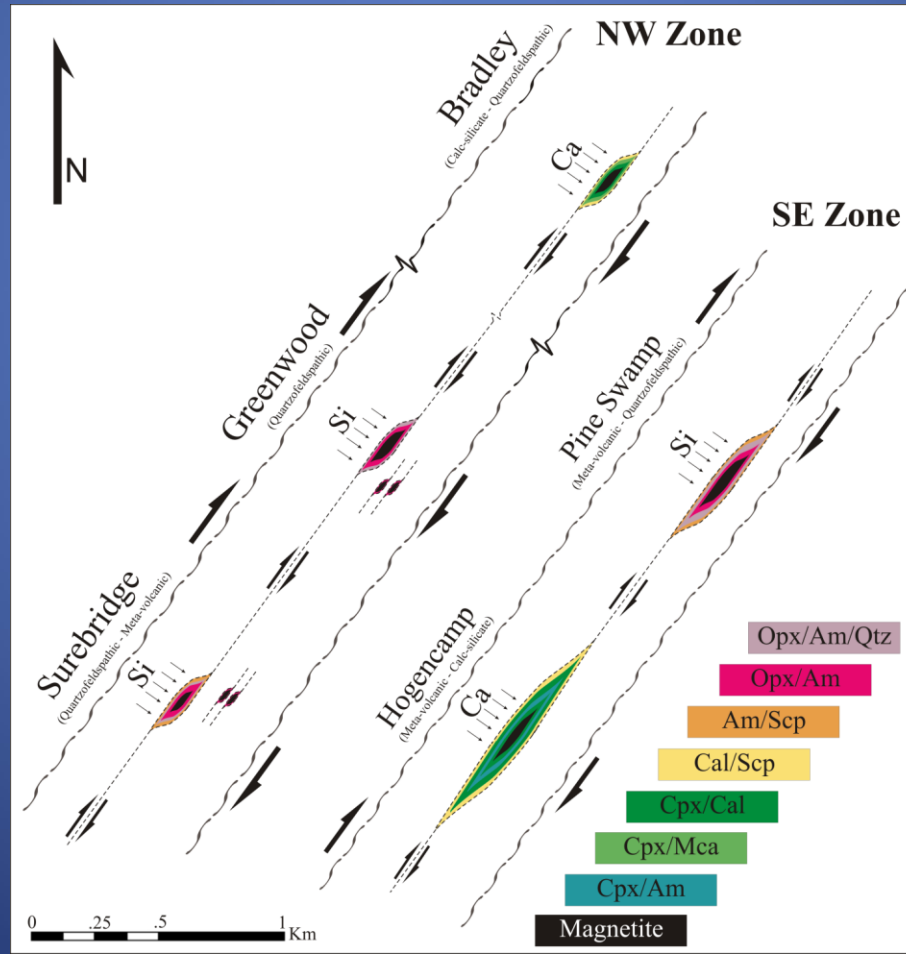 NW Zone
Bradley
(Calc-silicate - Quartzofeldspathic)
N
Ca
SE Zone
Greenwood
(Quartzofeldspathic)
Pine Swamp
(Meta-volcanic - Quartzofeldspathic)
Si
Si
Surebridge
(Quartzofeldspathic - Meta-volcanic)
Si
Hogencamp
(Meta-volcanic - Calc-silicate)
Ca
Opx/Am/Qtz
Opx/Am
Am/Scp
Cal/Scp
Cpx/Cal
Cpx/Mca
Cpx/Am
Magnetite
0 .25 .5 1
Km